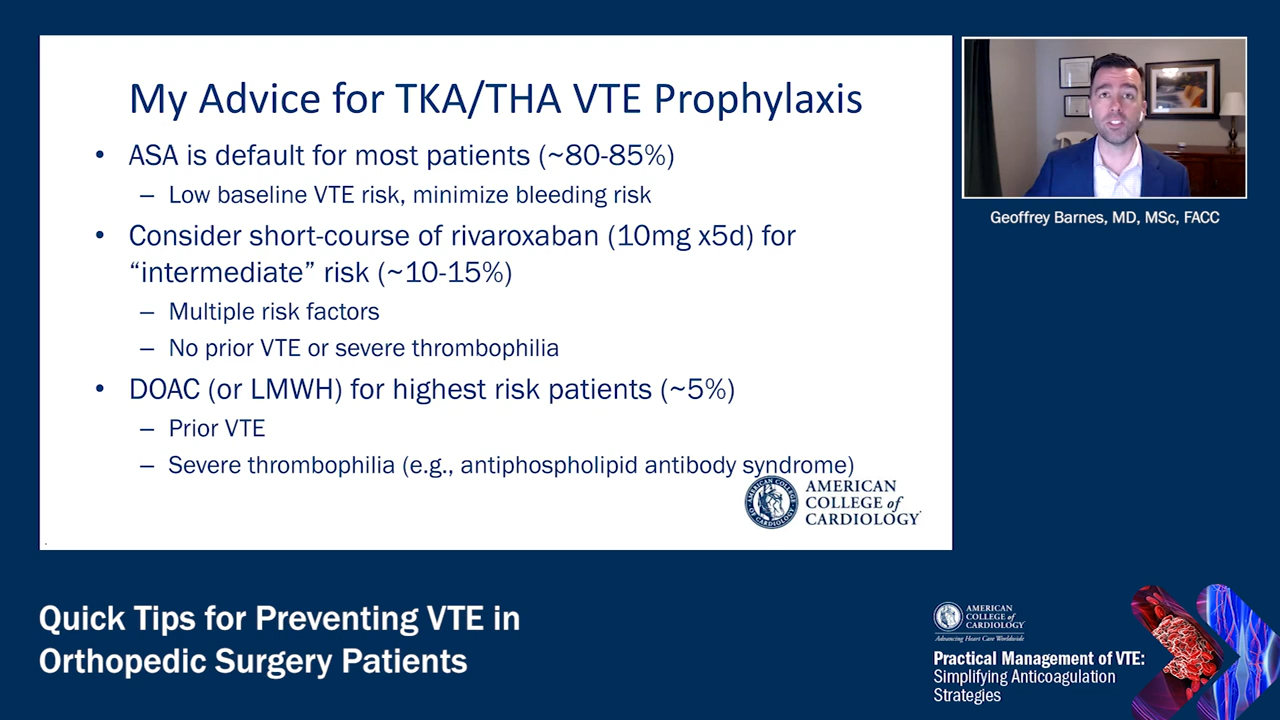 My Advice for TKA/THA VTE Prophylaxis
• ASA is default for most patients (~80-85%)
– Low baseline VTE risk, minimize bleeding risk
• Consider short-course of rivaroxaban (10mg x5d) for
“intermediate” risk (~10-15%)
– Multiple risk factors
– No prior VTE or severe thrombophilia
• DOAC (or LMWH) for highest risk patients (~5%)
– Prior VTE
– Severe thrombophilia (e.g., antiphospholipid antibody syndrome)
AMERICAN
COLLEGE of
CARDIOLOGY
Geoffrey Barnes, MD, MSc, FACC
Quick Tips for Preventing VTE in
Orthopedic Surgery Patients
AMERICAN
COLLEGE of
CARDIOLOGY
Advancing Heart Care Worldwide
Practical Management of VTE:
Simplifying Anticoagulation
Strategies